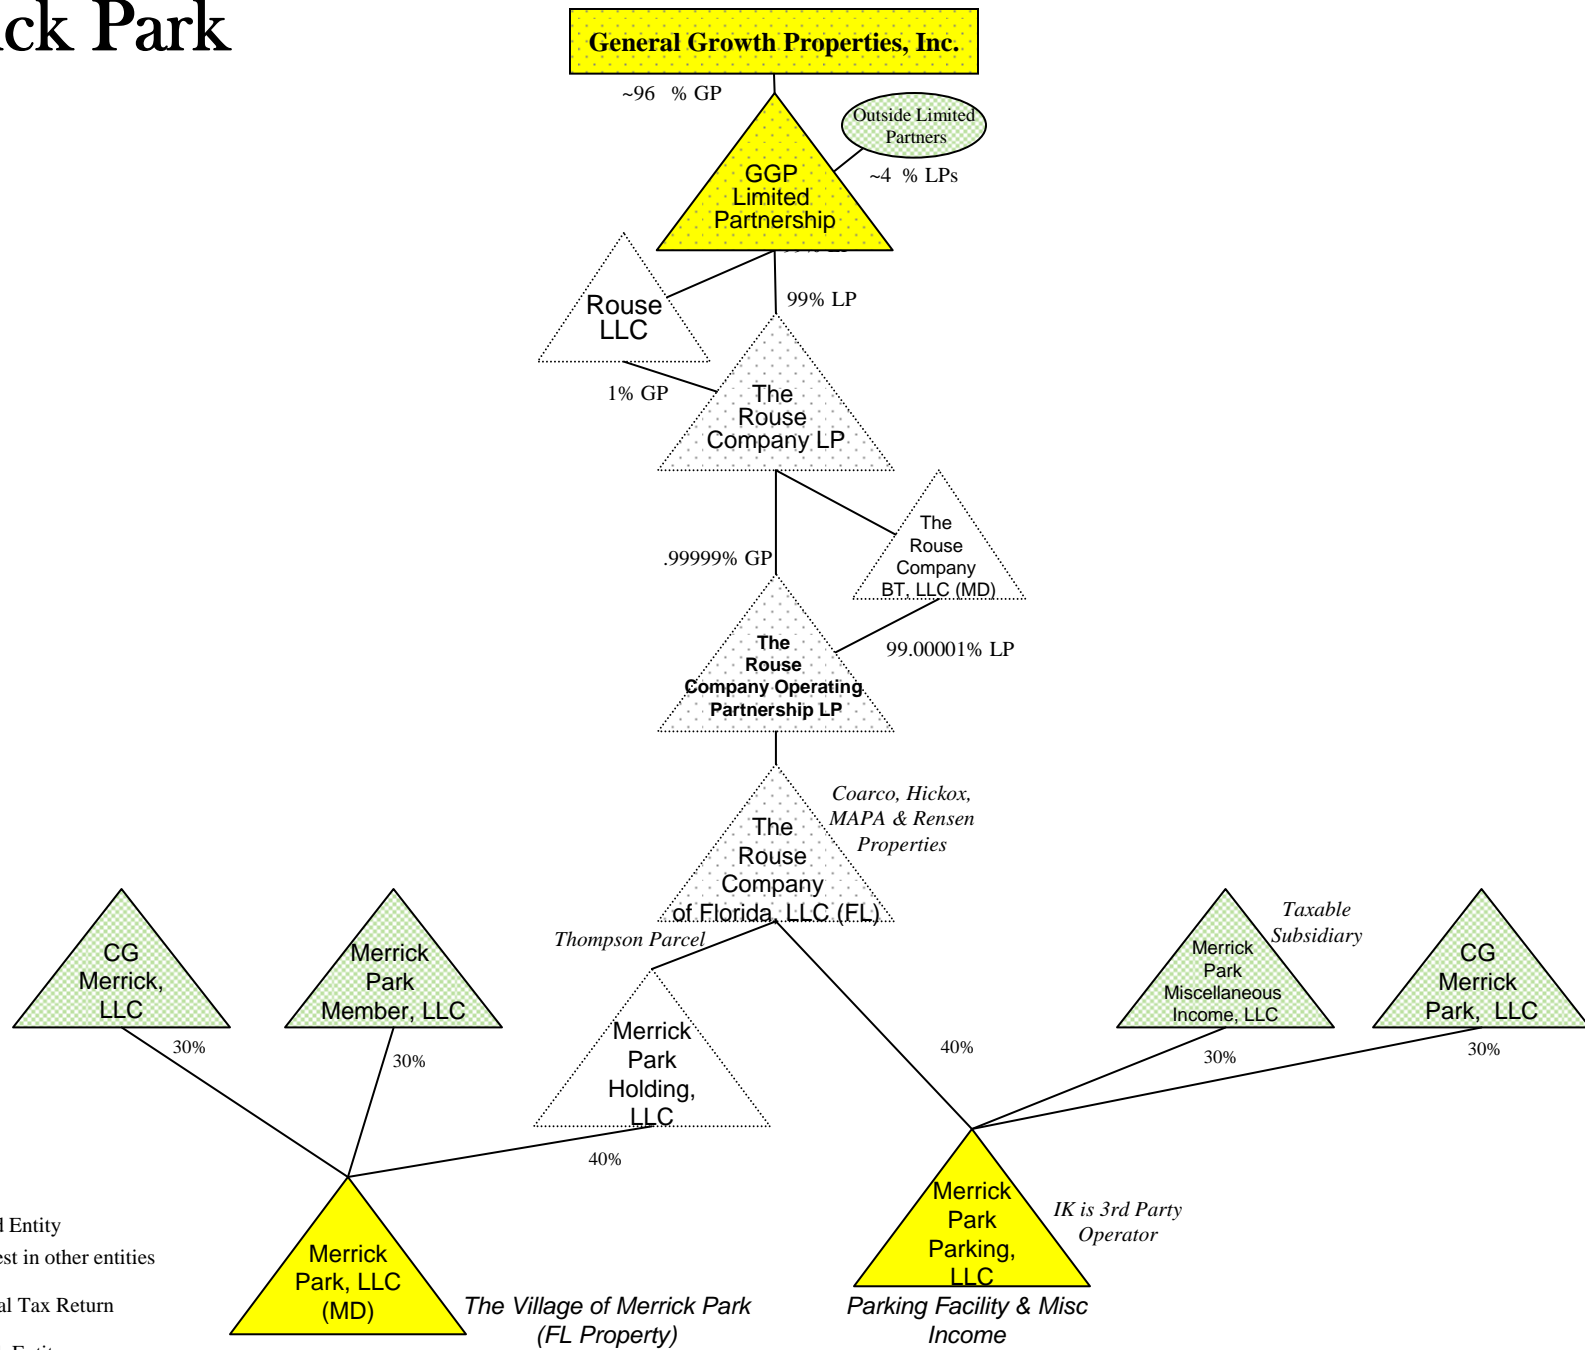 Park
General Growth Properties, Inc.
~96 % GP
Outside Limited
Partners
~4 % LPs
GGP
Limited
Partnership
Rouse
LLC
99% LP
1% GP
The
Rouse
Company LP
The
Rouse
Company
BT, LLC (MD)
.99999% GP
99.00001% LP
The
Rouse
Company Operating
Partnership LP
Coarco, Hickox,
MAPA & Rensen
Properties
The
Rouse
Company
of Florida, LLC (FL)
Thompson Parcel
CG
Merrick,
LLC
30%
Merrick
Park
Member, LLC
30%
Merrick
Park
Holding,
LLC
40%
40%
Merrick
Park
Miscellaneous
Income, LLC
Taxable
Subsidiary
30%
CG
Merrick
Park, LLC
30%
Merrick
Park, LLC
(MD)
The Village of Merrick Park
(FL Property)
Merrick
Park
Parking,
LLC
IK is 3rd Party
Operator
Parking Facility & Misc
Income
Entity
in other entities
Tax Return